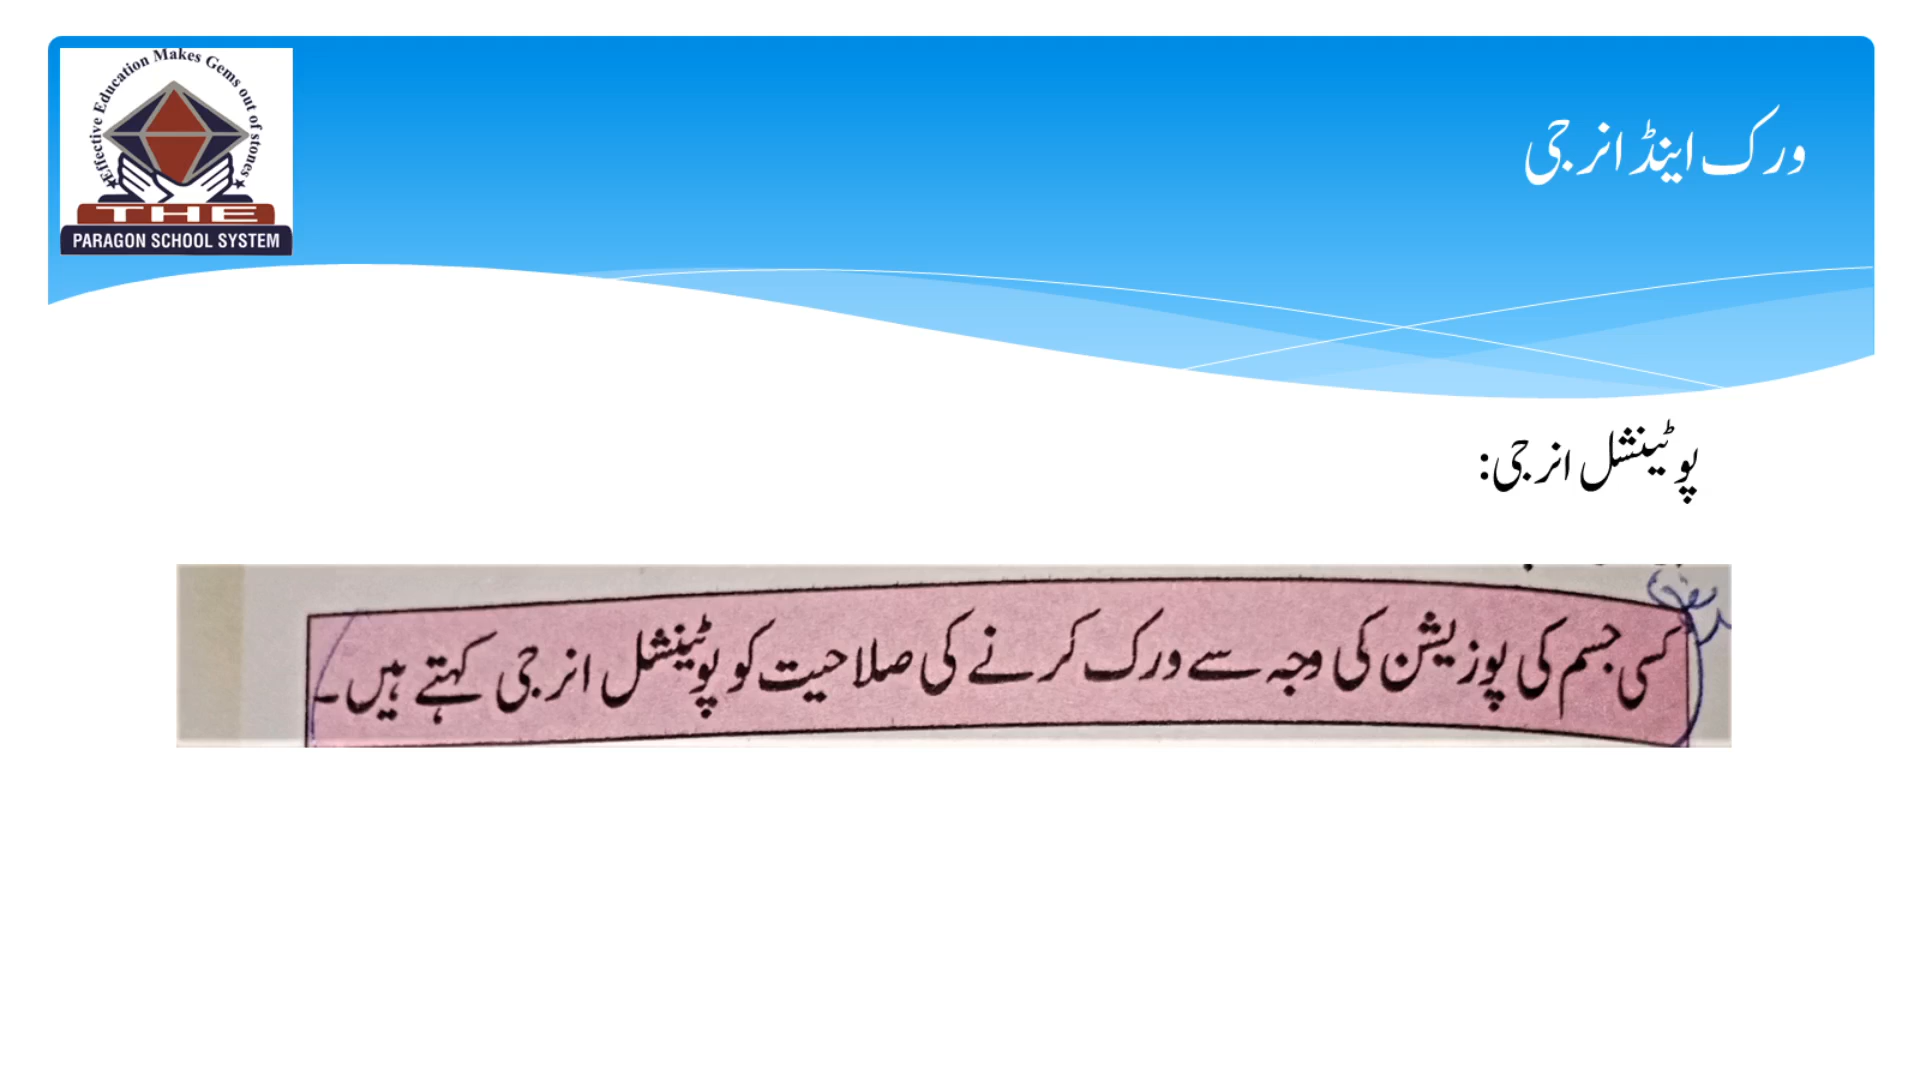 Effective Education Makes Gems out of stones
THE
PARAGON SCHOOL SYSTEM
ورک اینڈ انرجی
پوٹینشل انرجی:
کسی جسم کی پوزیشن کی وجہ سے ورک کرنے کی صلاحیت کو پوٹینشل انرجی کہتے ہیں۔